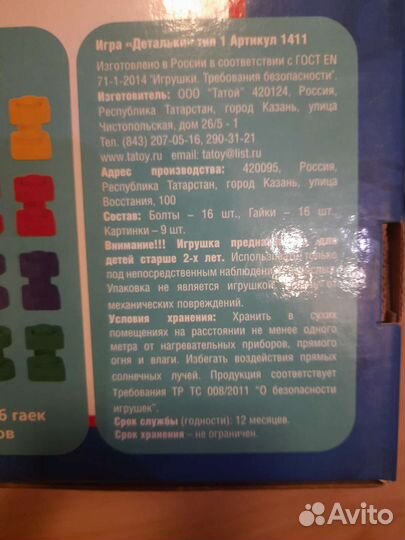 Игра «Детальки» тип 1 Артикул 1411
Изготовлено в России в соответствии с ГОСТ EN
71-1-2014 "Игрушки. Требования безопасности".
Изготовитель: ООО "Татой" 420124, Россия,
Республика Татарстан, город Казань, улица
Чистопольская, дом 26/5 - 1
Тел. (843) 207-05-16, 290-31-21
www.tatoy.ru email: tatoy@list.ru
Адрес производства: 420095, Россия,
Республика Татарстан, город Казань, улица
Восстания, 100
Состав: Болты – 16 шт., Гайки – 16 шт.,
Картинки – 9 шт.
Внимание!!! Игрушка для
детей старше 2-х лет. только
под непосредственным
Упаковка не является игрушкой. от
механических повреждений.
Условия хранения: Хранить в сухих
помещениях на расстоянии не менее одного
метра от нагревательных приборов, прямого
огня и влаги. Избегать воздействия прямых
солнечных лучей. Продукция соответствует
Требования ТР ТС 008/2011 "О безопасности
игрушек".
Срок службы (годности): 12 месяцев.
Срок хранения – не ограничен.
6 гаек
ов
Avito